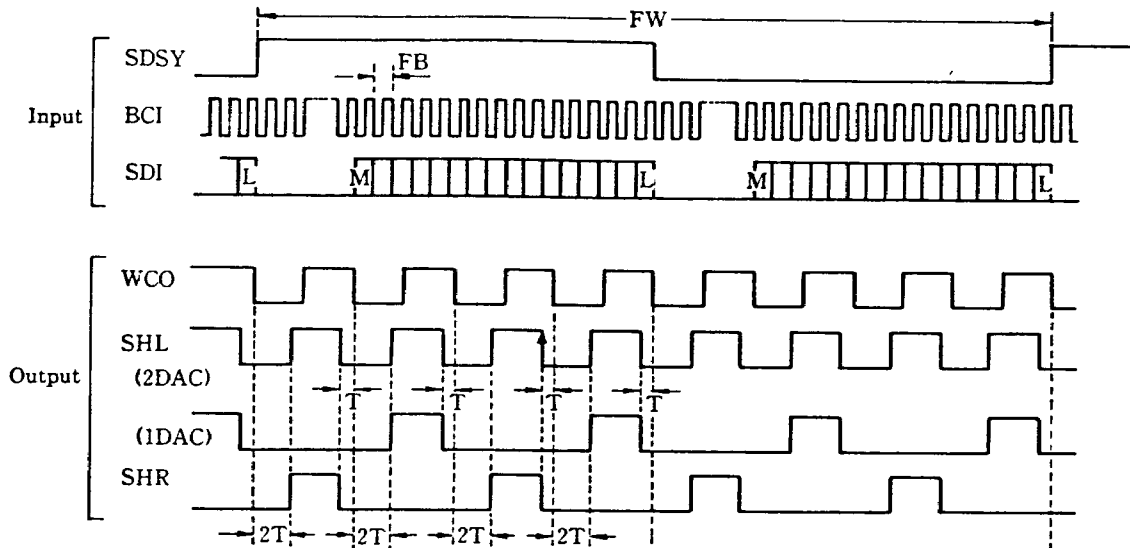 FW
SDSY
FB
Input
BCI
SDI
L
M
L
M
L
WCO
SHL
Output
(2DAC)
T
T
T
T
(1DAC)
SHR
2T
2T
2T
2T